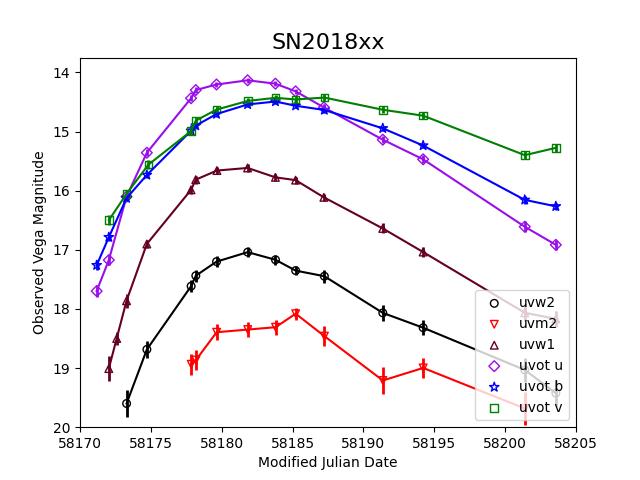 SN2018xx
Observed Vega Magnitude
14
15
16
17
18
19
20
58170 58175 58180 58185 58190 58195 58200 58205
Modified Julian Date
uvw2
uvm2
uvw1
uvot u
uvot b
uvot v